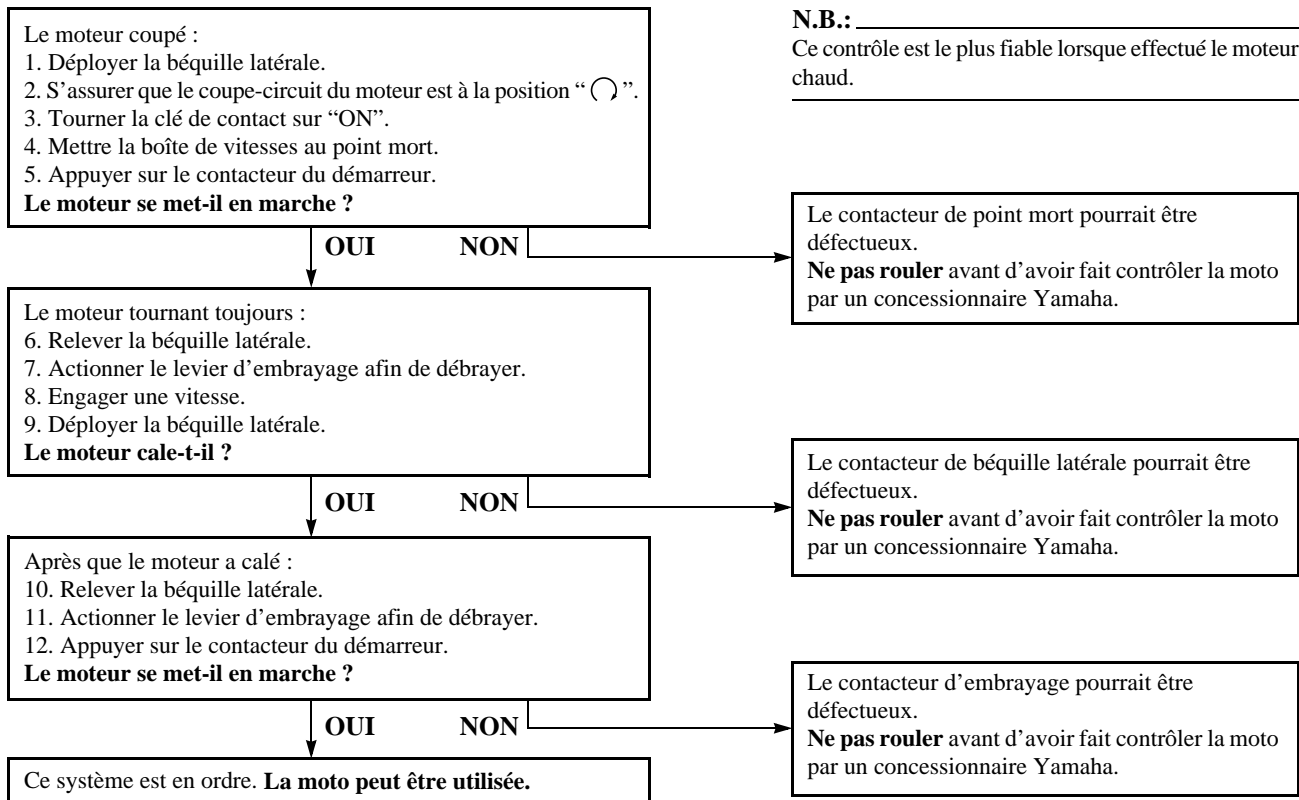 Le moteur coupé :
1. Déployer la béquille latérale.
2. S’assurer que le coupe-circuit du moteur est à la position “ ”.
3. Tourner la clé de contact sur “ON”.
4. Mettre la boîte de vitesses au point mort.
5. Appuyer sur le contacteur du démarreur.
Le moteur se met-il en marche ?
N.B.:
Ce contrôle est le plus fiable lorsque effectué le moteur
chaud.
OUI NON
Le contacteur de point mort pourrait être
défectueux.
Ne pas rouler avant d’avoir fait contrôler la moto
par un concessionnaire Yamaha.
Le moteur tournant toujours :
6. Relever la béquille latérale.
7. Actionner le levier d’embrayage afin de débrayer.
8. Engager une vitesse.
9. Déployer la béquille latérale.
Le moteur cale-t-il ?
OUI NON
Le contacteur de béquille latérale pourrait être
défectueux.
Ne pas rouler avant d’avoir fait contrôler la moto
par un concessionnaire Yamaha.
Après que le moteur a calé :
10. Relever la béquille latérale.
11. Actionner le levier d’embrayage afin de débrayer.
12. Appuyer sur le contacteur du démarreur.
Le moteur se met-il en marche ?
OUI NON
Le contacteur d’embrayage pourrait être
défectueux.
Ne pas rouler avant d’avoir fait contrôler la moto
par un concessionnaire Yamaha.
Ce système est en ordre. La moto peut être utilisée.